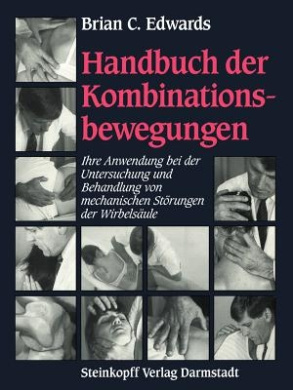 Brian C. Edwards
Handbuch der
Kombinations-
bewegungen
Ihre Anwendung bei der
Untersuchung und
Behandlung von
mechanischen Störungen
der Wirbelsäule
Steinkopff Verlag Darmstadt